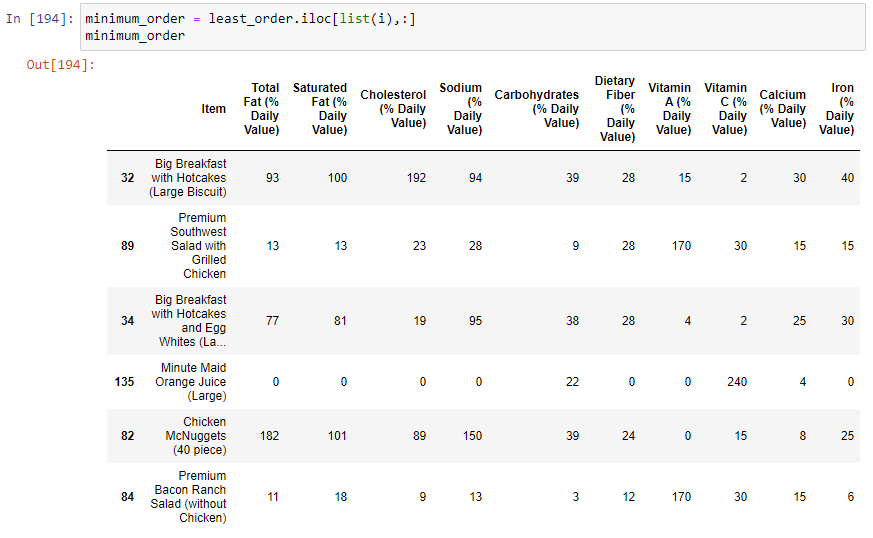 In [194]: minimum_order = least_order.iloc[list(i),:]
minimum_order
Out[194]:
Item Total Fat (% Daily Value) Saturated Fat (% Daily Value) Cholesterol (% Daily Value) Sodium (% Daily Value) Carbohydrates (% Daily Value) Dietary Fiber (% Daily Value) Vitamin A (% Daily Value) Vitamin C (% Daily Value) Calcium (% Daily Value) Iron (% Daily Value)
32 Big Breakfast with Hotcakes (Large Biscuit) 93 100 192 94 39 28 15 2 30 40
89 Premium Southwest Salad with Grilled Chicken 13 13 23 28 9 28 170 30 15 15
34 Big Breakfast with Hotcakes and Egg Whites (La... 77 81 19 95 38 28 4 2 25 30
135 Minute Maid Orange Juice (Large) 0 0 0 0 22 0 0 240 4 0
82 Chicken McNuggets (40 piece) 182 101 89 150 39 24 0 15 8 25
84 Premium Bacon Ranch Salad (without Chicken) 11 18 9 13 3 12 170 30 15 6